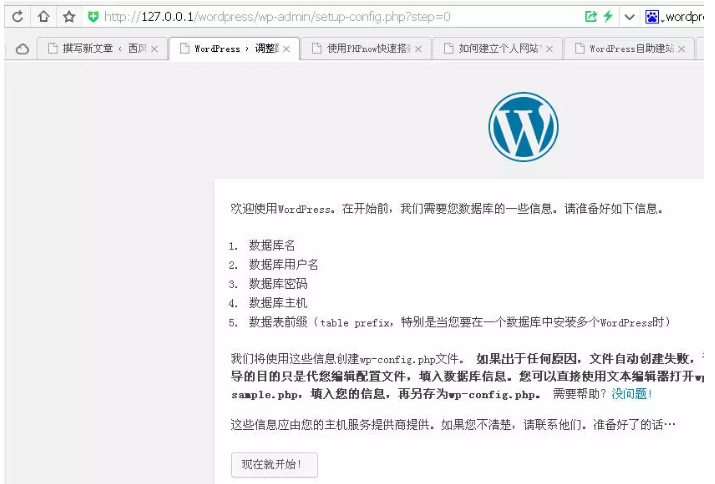 http://127.0.0.1/wordpress/wp-admin/setup-config.php?step=0
撰写新文章 ‹ 西
WordPress › 调整
使用PHPnow快速搭
如何建立个人网站
WordPress自助建站
欢迎使用WordPress。在开始前，我们需要您数据库的一些信息。请准备好如下信息。
1. 数据库名
2. 数据库用户名
3. 数据库密码
4. 数据库主机
5. 数据表前缀（table prefix，特别是当您要在一个数据库中安装多个WordPress时）
我们将使用这些信息创建wp-config.php文件。 如果出于任何原因，文件自动创建失败，
导的目的只是代您编辑配置文件，填入数据库信息。您可以直接使用文本编辑器打开wp
sample.php，填入您的信息，再另存为wp-config.php。 需要帮助？没问题！
这些信息应由您的主机服务提供商提供。如果您不清楚，请联系他们。准备好了的话…
现在就开始！